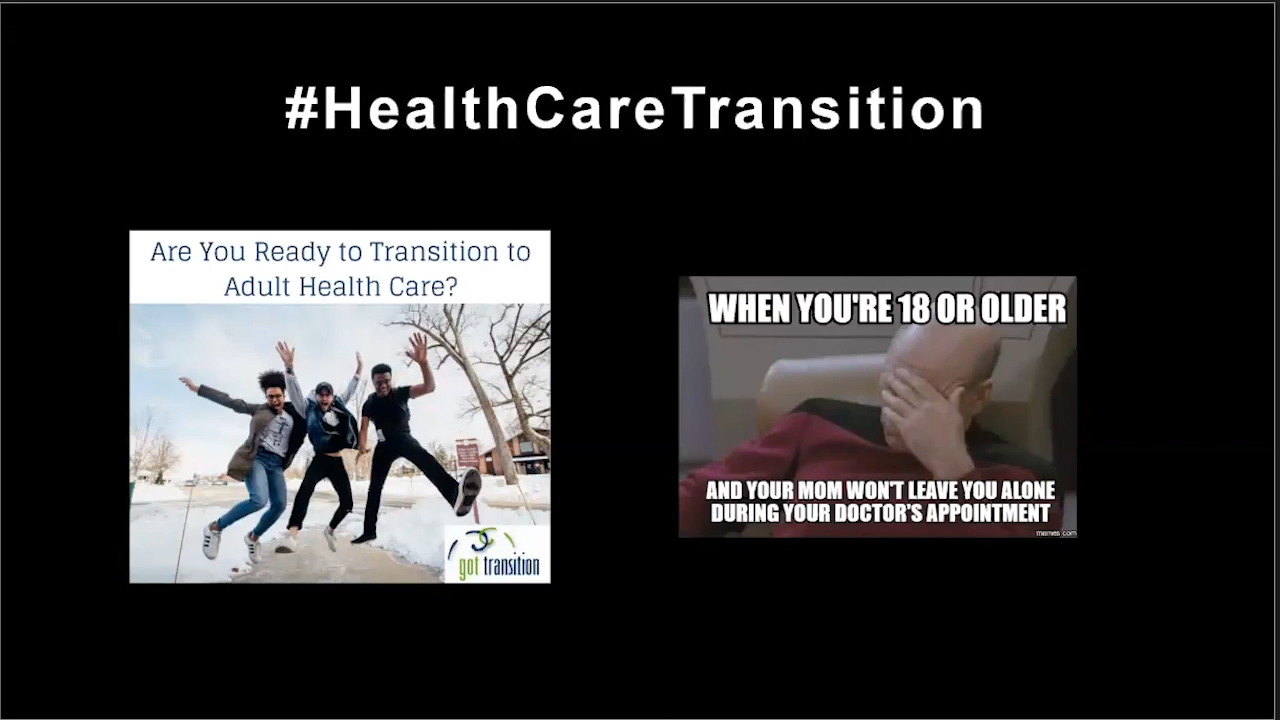 #HealthCareTransition
Are You Ready to Transition to
Adult Health Care?
got transition
WHEN YOU'RE 18 OR OLDER
AND YOUR MOM WON'T LEAVE YOU ALONE
DURING YOUR DOCTOR'S APPOINTMENT
memes.com